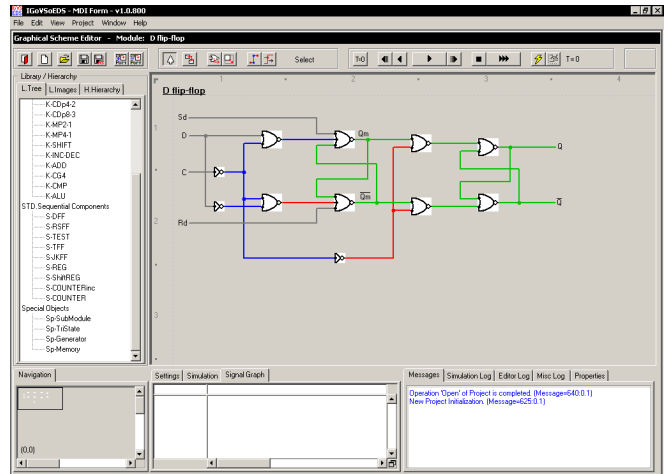 IGoVSoEDS - MDI Form - v1.0.800
File Edit View Project Window Help
Graphical Scheme Editor - Module: D flip-flop
Select
T=0
T=0
Library / Hierarchy
L.Tree L.Images H.Hierarchy
K-CDp4-2
K-CDp8-3
K-MP2-1
K-MP4-1
K-SHIFT
K-INC-DEC
K-ADD
K-CG4
K-CMP
K-ALU
STD.Sequential Components
S-DFF
S-RSFF
S-TEST
S-TFF
S-JKFF
S-REG
S-ShiftREG
S-COUNTERinc
S-COUNTER
Special Objects
Sp-SubModule
Sp-TriState
Sp-Generator
Sp-Memory
1 2 3 4
D flip-flop
Sd
1
D
Qm
Q
C
Qm
Q
2
Rd
3
Navigation
(0,0)
Settings Simulation Signal Graph
Messages Simulation Log Editor Log Misc Log Properties
Operation 'Open' of Project is completed. (Message=640:0.1)
New Project Initialization. (Message=625:0.1)